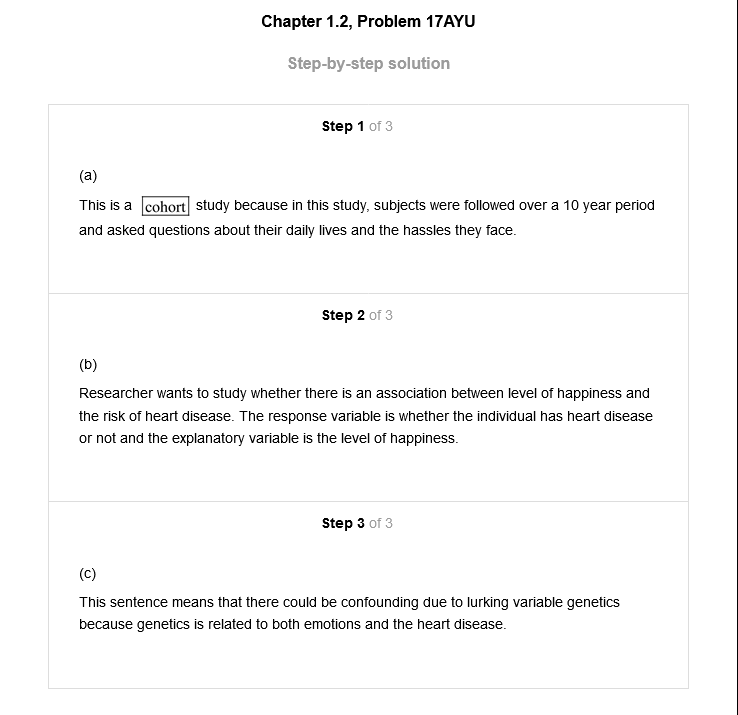 Chapter 1.2, Problem 17AYU
Step-by-step solution
Step 1 of 3
(a)
This is a cohort study because in this study, subjects were followed over a 10 year period
and asked questions about their daily lives and the hassles they face.
Step 2 of 3
(b)
Researcher wants to study whether there is an association between level of happiness and
the risk of heart disease. The response variable is whether the individual has heart disease
or not and the explanatory variable is the level of happiness.
Step 3 of 3
(c)
This sentence means that there could be confounding due to lurking variable genetics
because genetics is related to both emotions and the heart disease.